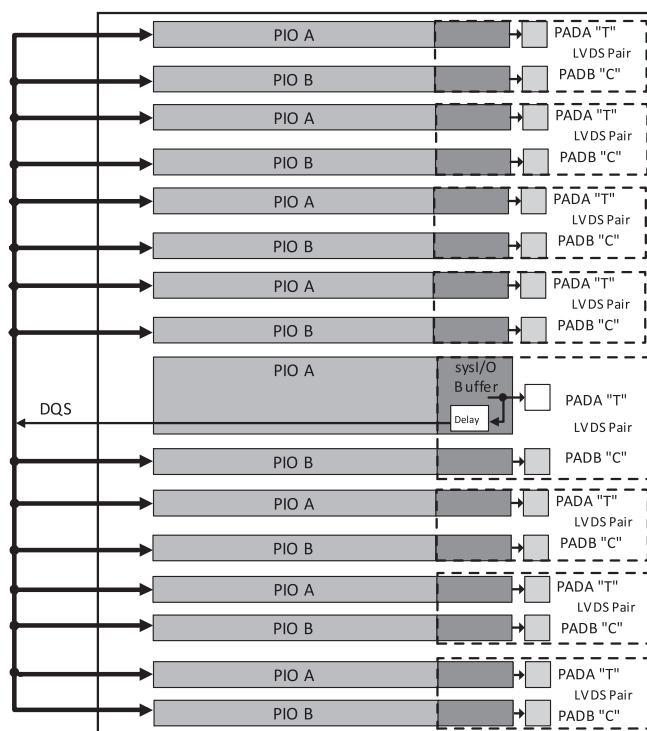 PIO A
PADA "T"
LVDS Pair
PIO B
PADB "C"
PIO A
PADA "T"
LVDS Pair
PIO B
PADB "C"
PIO A
PADA "T"
LVDS Pair
PIO B
PADB "C"
PIO A
PADA "T"
LVDS Pair
PIO B
PADB "C"
PIO A
sysI/O
Buffer
PADA "T"
DQS
Delay
LVDS Pair
PIO B
PADB "C"
PIO A
PADA "T"
LVDS Pair
PIO B
PADB "C"
PIO A
PADA "T"
LVDS Pair
PIO B
PADB "C"
PIO A
PADA "T"
LVDS Pair
PIO B
PADB "C"